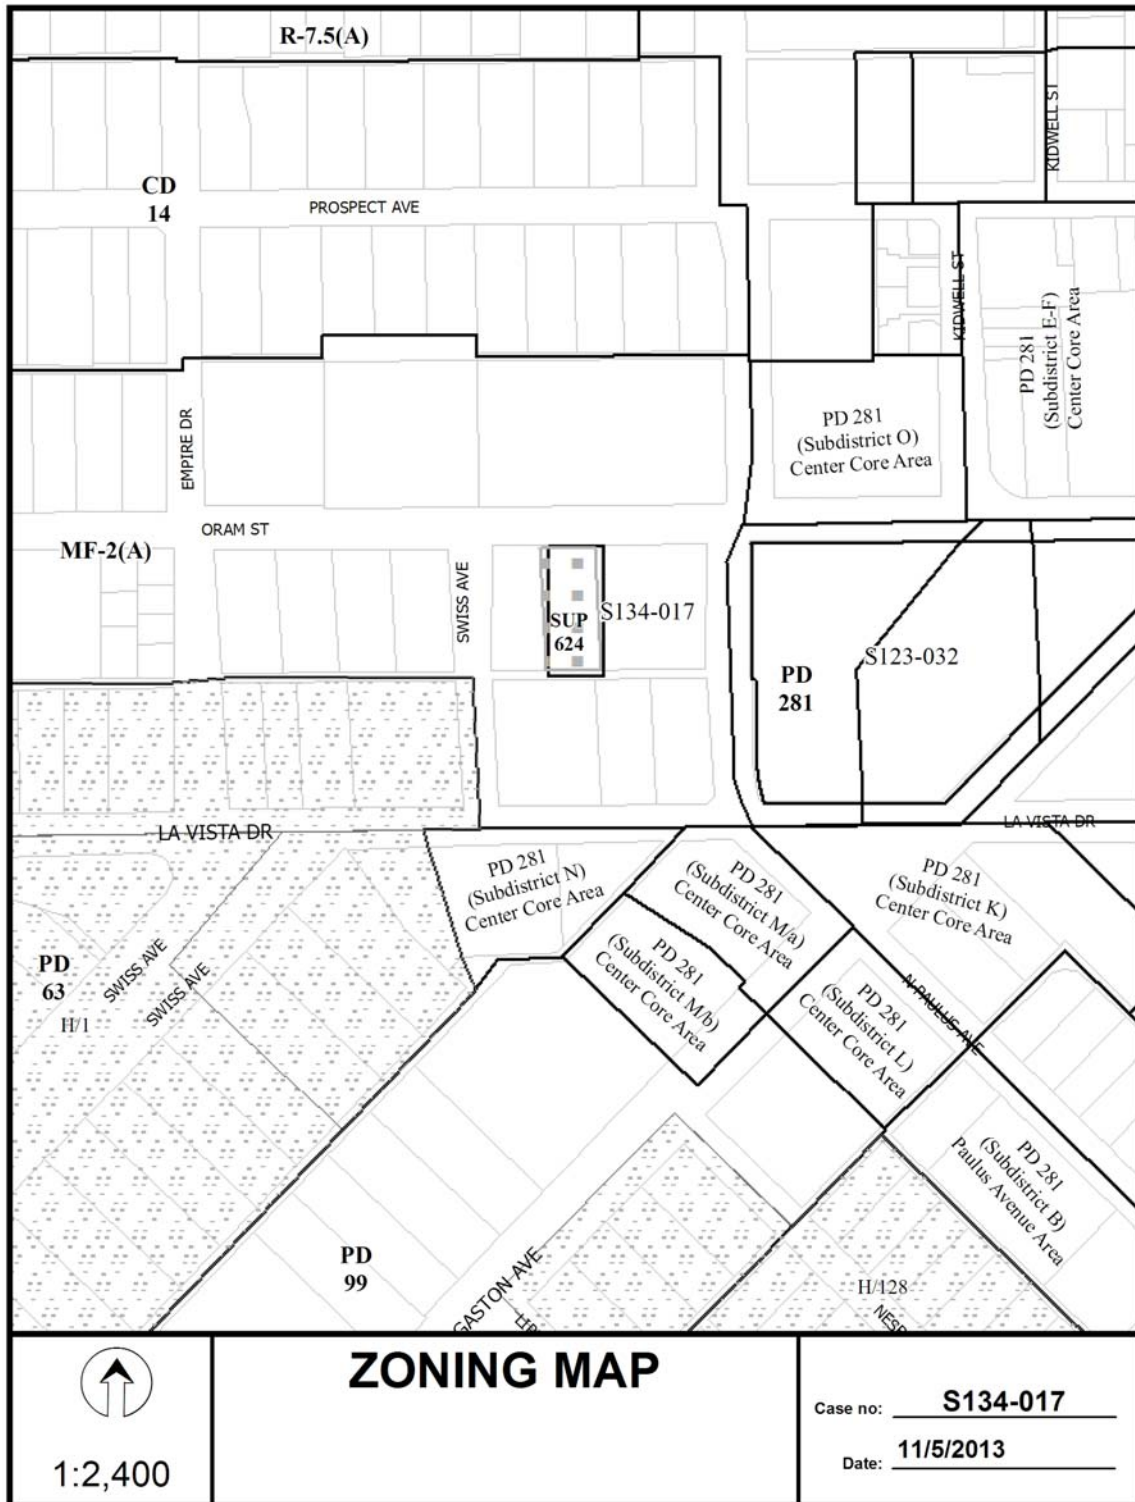 R-7.5(A)
KIDWELL ST
CD
14
PROSPECT AVE
KIDWELL ST
PD 281
(Subdistrict E-F)
Center Core Area
EMPIRE DR
PD 281
(Subdistrict O)
Center Core Area
ORAM ST
MF-2(A)
SWISS AVE
SUP
624
S134-017
S123-032
PD
281
LA VISTA DR
LA VISTA DR
PD 281
(Subdistrict N)
Center Core Area
PD 281
(Subdistrict M/a)
Center Core Area
PD 281
(Subdistrict K)
Center Core Area
PD 281
(Subdistrict M/b)
Center Core Area
PD 281
(Subdistrict L)
Center Core Area
N PAULUS AVE
PD
63
H/1
SWISS AVE
SWISS AVE
PD 281
(Subdistrict B)
Paulus Avenue Area
PD
99
GASTON AVE
H/128
ZONING MAP
1:2,400
Case no: S134-017
Date: 11/5/2013